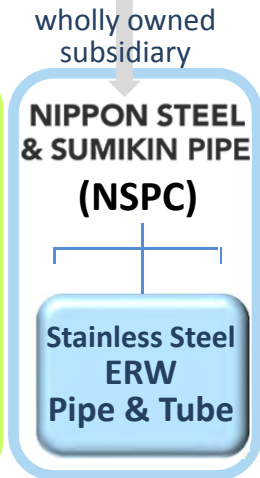 wholly owned
subsidiary
NIPPON STEEL
& SUMIKIN PIPE
(NSPC)
Stainless Steel
ERW
Pipe & Tube